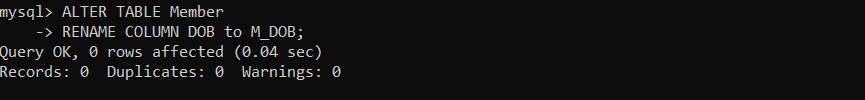 mysql> ALTER TABLE Member
    -> RENAME COLUMN DOB to M_DOB;
Query OK, 0 rows affected (0.04 sec)
Records: 0  Duplicates: 0  Warnings: 0